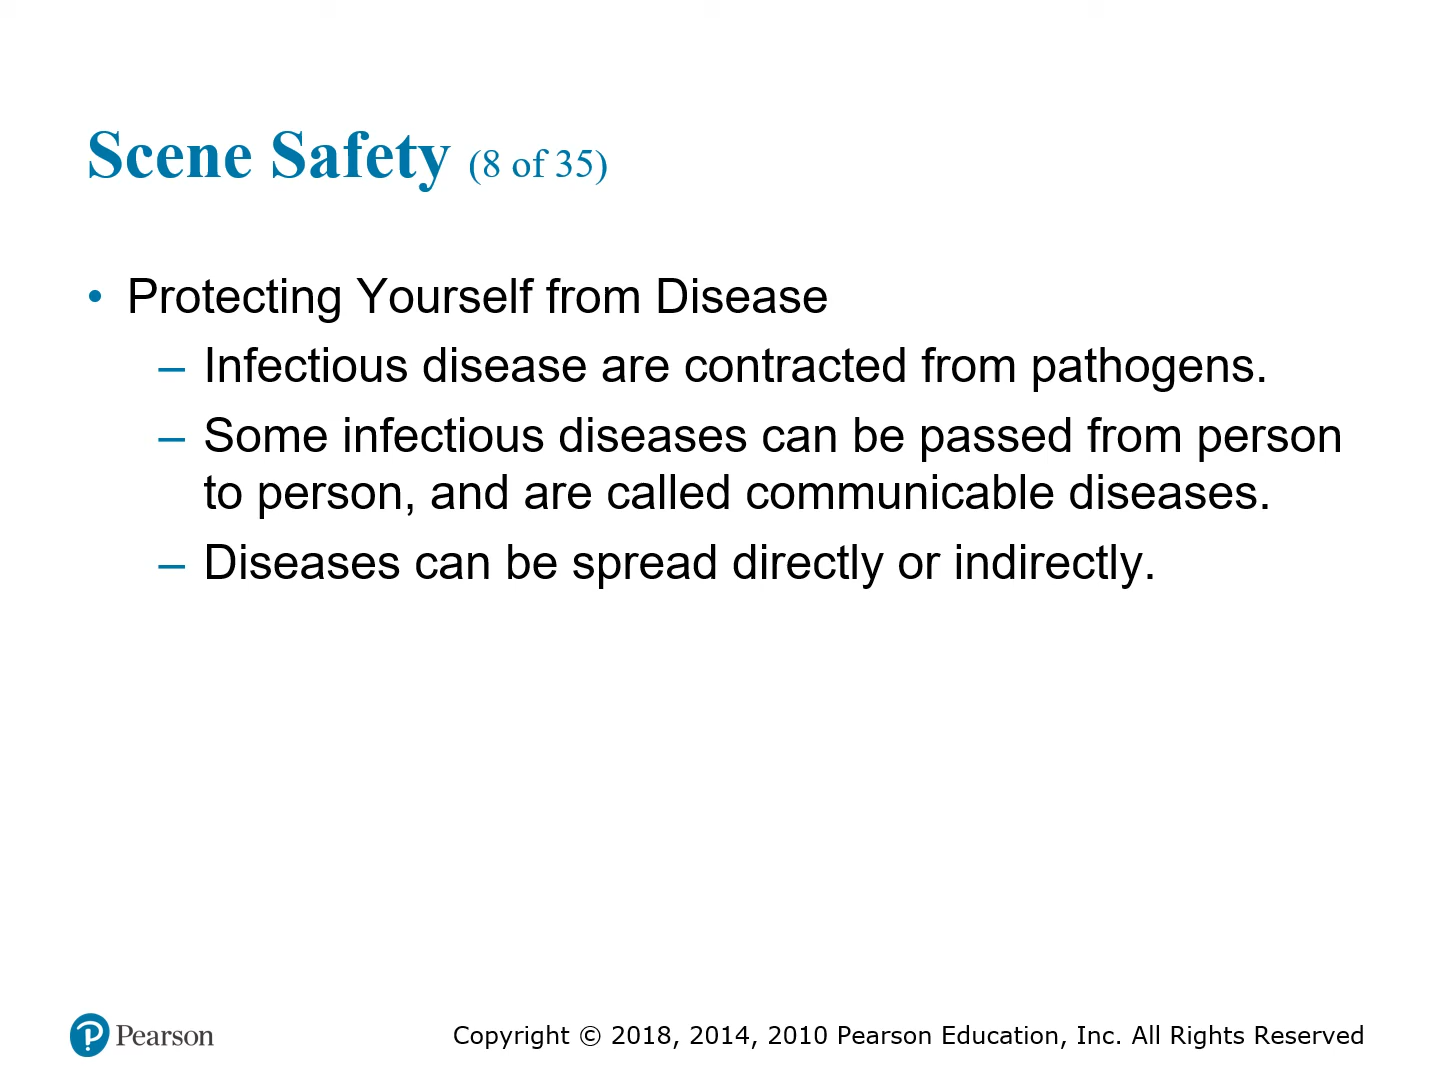 Scene Safety (8 of 35)
• Protecting Yourself from Disease
– Infectious disease are contracted from pathogens.
– Some infectious diseases can be passed from person
to person, and are called communicable diseases.
– Diseases can be spread directly or indirectly.
Pearson
Copyright © 2018, 2014, 2010 Pearson Education, Inc. All Rights Reserved